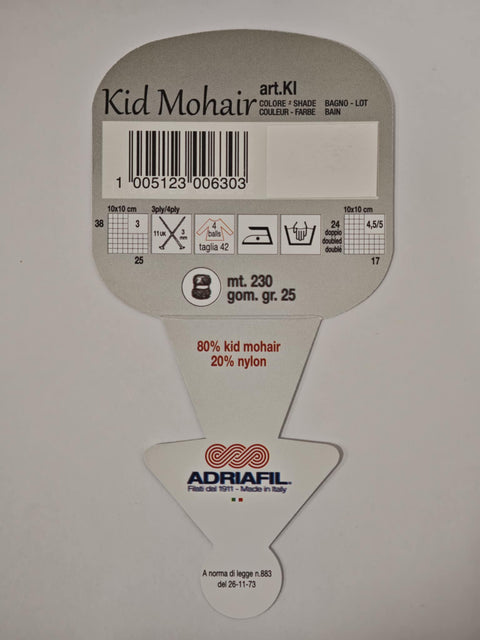 Kid Mohair
art.KI
COLORE - SHADE BAGNO - LOT
COULEUR - FARBE BAIN
1 005123 006303
10x10 cm
38
3
25
3ply/4ply
11 UK 3 mm
4
balls
taglia 42
10x10 cm
24
doppio
doubled
double
4,5/5
17
mt. 230
gom. gr. 25
80% kid mohair
20% nylon
ADRIAFIL
Filati dal 1911 - Made in Italy
A norma di legge n.883
del 26-11-73